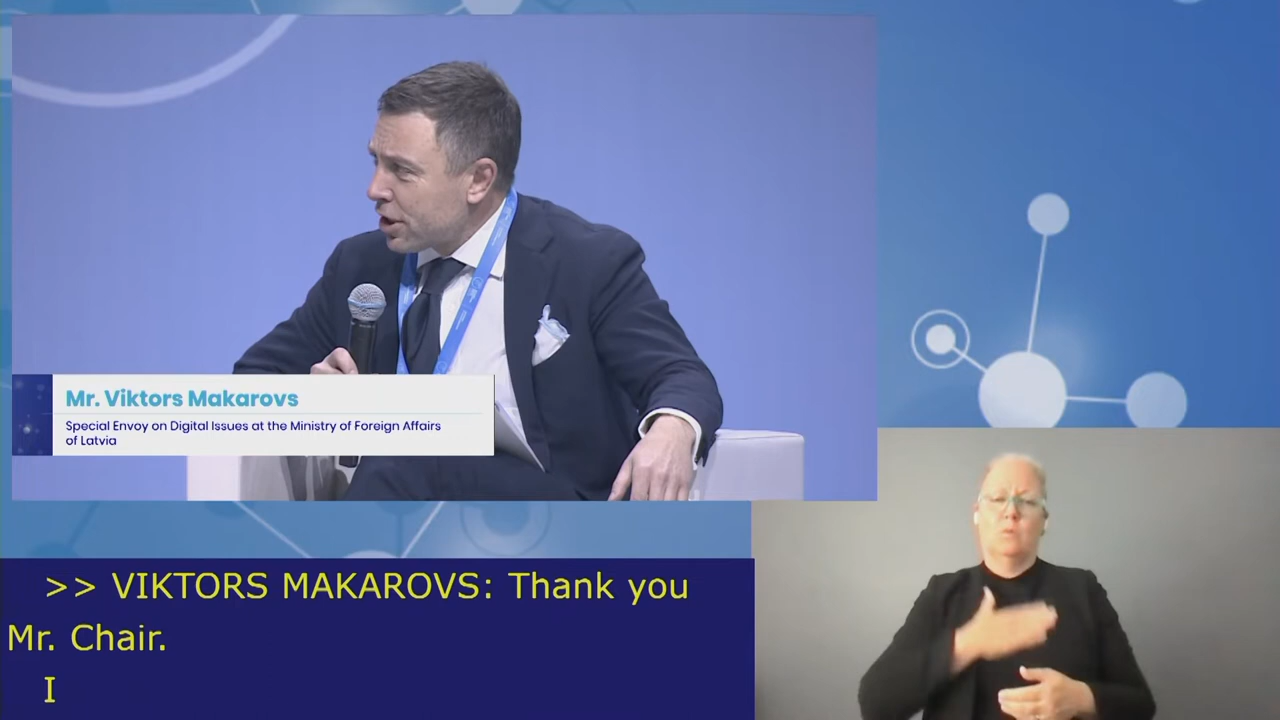 Mr. Viktors Makarovs
Special Envoy on Digital Issues at the Ministry of Foreign Affairs
of Latvia
>> VIKTORS MAKAROVS: Thank you
Mr. Chair.
I